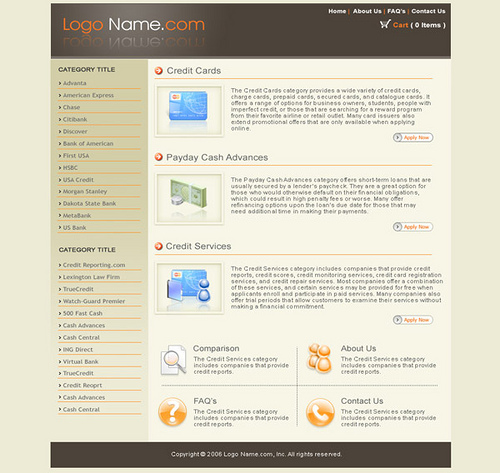 Home | About Us | FAQ's | Contact Us
Logo Name.com
Cart ( 0 Items )
CATEGORY TITLE
Advanta
American Express
Chase
Citibank
Discover
Bank of American
First USA
HSBC
USA Credit
Morgan Stanley
Dakota State Bank
MetaBank
US Bank
CATEGORY TITLE
Credit Reporting.com
Lexington Law Firm
TrueCredit
Watch-Guard Premier
500 Fast Cash
Cash Advances
Cash Central
ING Direct
Virtual Bank
TrueCredit
Credit Reoprt
Cash Advances
Cash Central
Credit Cards
The Credit Cards category provides a wide variety of credit cards,
charge cards, prepaid cards, secured cards, and catalogue cards. It
offers a range of options for business owners, students, people with
imperfect credit, or those that are searching for a reward program
from their favorite airline or retail outlet. Many card issuers also
extend promotional offers that are only available when applying
online.
Apply Now
Payday Cash Advances
The Payday Cash Advances category offers short-term loans that are
usually secured by a lender's paycheck. They are a great option for
those who would otherwise default on their financial obligations,
which could result in high penalty fees or worse. Many offer
refinancing options upon the loan's due date for those that may
need additional time in making their payments.
Apply Now
Credit Services
The Credit Services category includes companies that provide credit
reports, credit scores, credit monitoring services, credit card registration
services, and credit repair services. Most companies offer a combination
of these services, and certain services may be provided for free when
applicants enroll and participate in paid services. Many companies also
offer trial periods that allow customers to examine their services without
making a financial commitment.
Apply Now
Comparison
The Credit Services category
includes companies that provide
credit reports.
About Us
The Credit Services category
includes companies that provide
credit reports.
FAQ's
The Credit Services category
includes companies that provide
credit reports.
Contact Us
The Credit Services category
includes companies that provide
credit reports.
Copyright © 2006 Logo Name.com, Inc. All rights reserved.